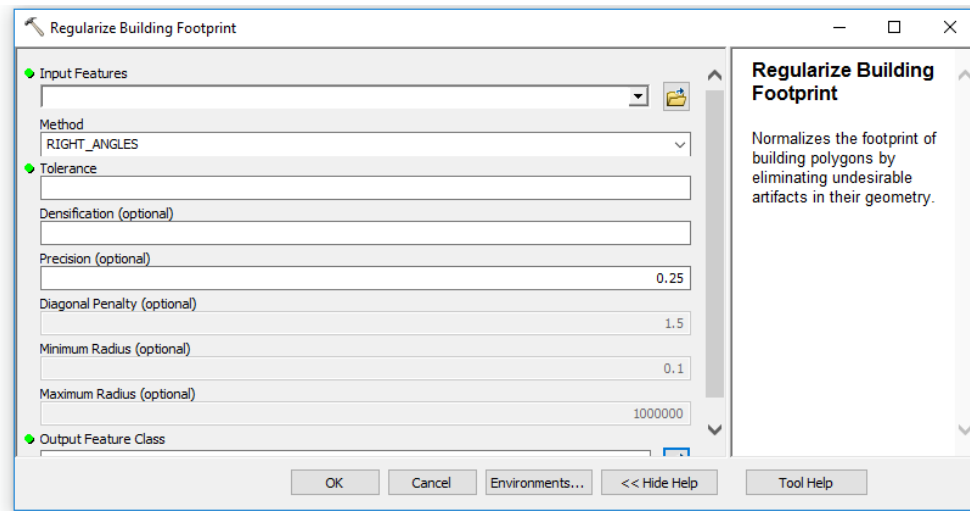 Regularize Building Footprint
Input Features
Method
RIGHT_ANGLES
Tolerance
Densification (optional)
Precision (optional)
0.25
Diagonal Penalty (optional)
1.5
Minimum Radius (optional)
0.1
Maximum Radius (optional)
1000000
Output Feature Class
OK
Cancel
Environments...
<< Hide Help
Tool Help
Regularize Building
Footprint
Normalizes the footprint of
building polygons by
eliminating undesirable
artifacts in their geometry.